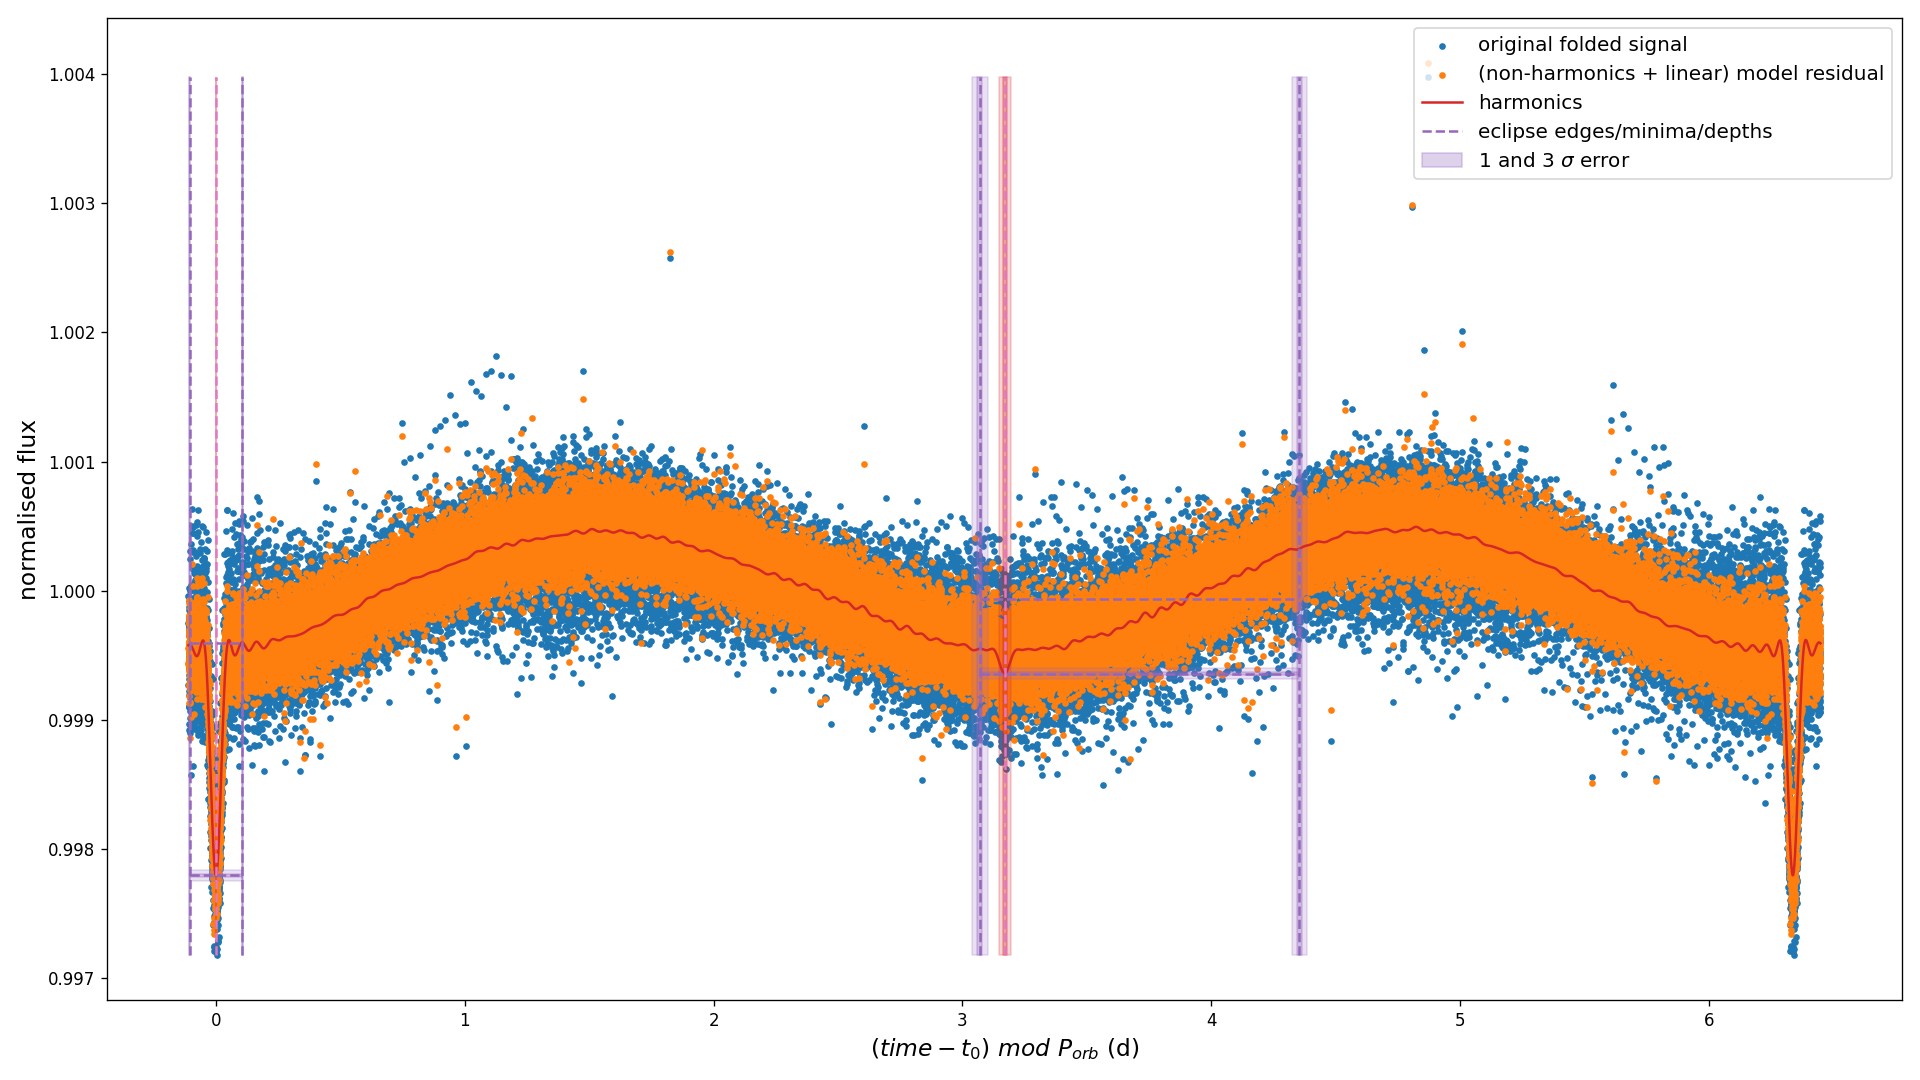 original folded signal
(non-harmonics + linear) model residual
harmonics
eclipse edges/minima/depths
1 and 3 σ error
normalised flux
1.004
1.003
1.002
1.001
1.000
0.999
0.998
0.997
0 1 2 3 4 5 6
(time − t₀) mod Pₒᵣb (d)